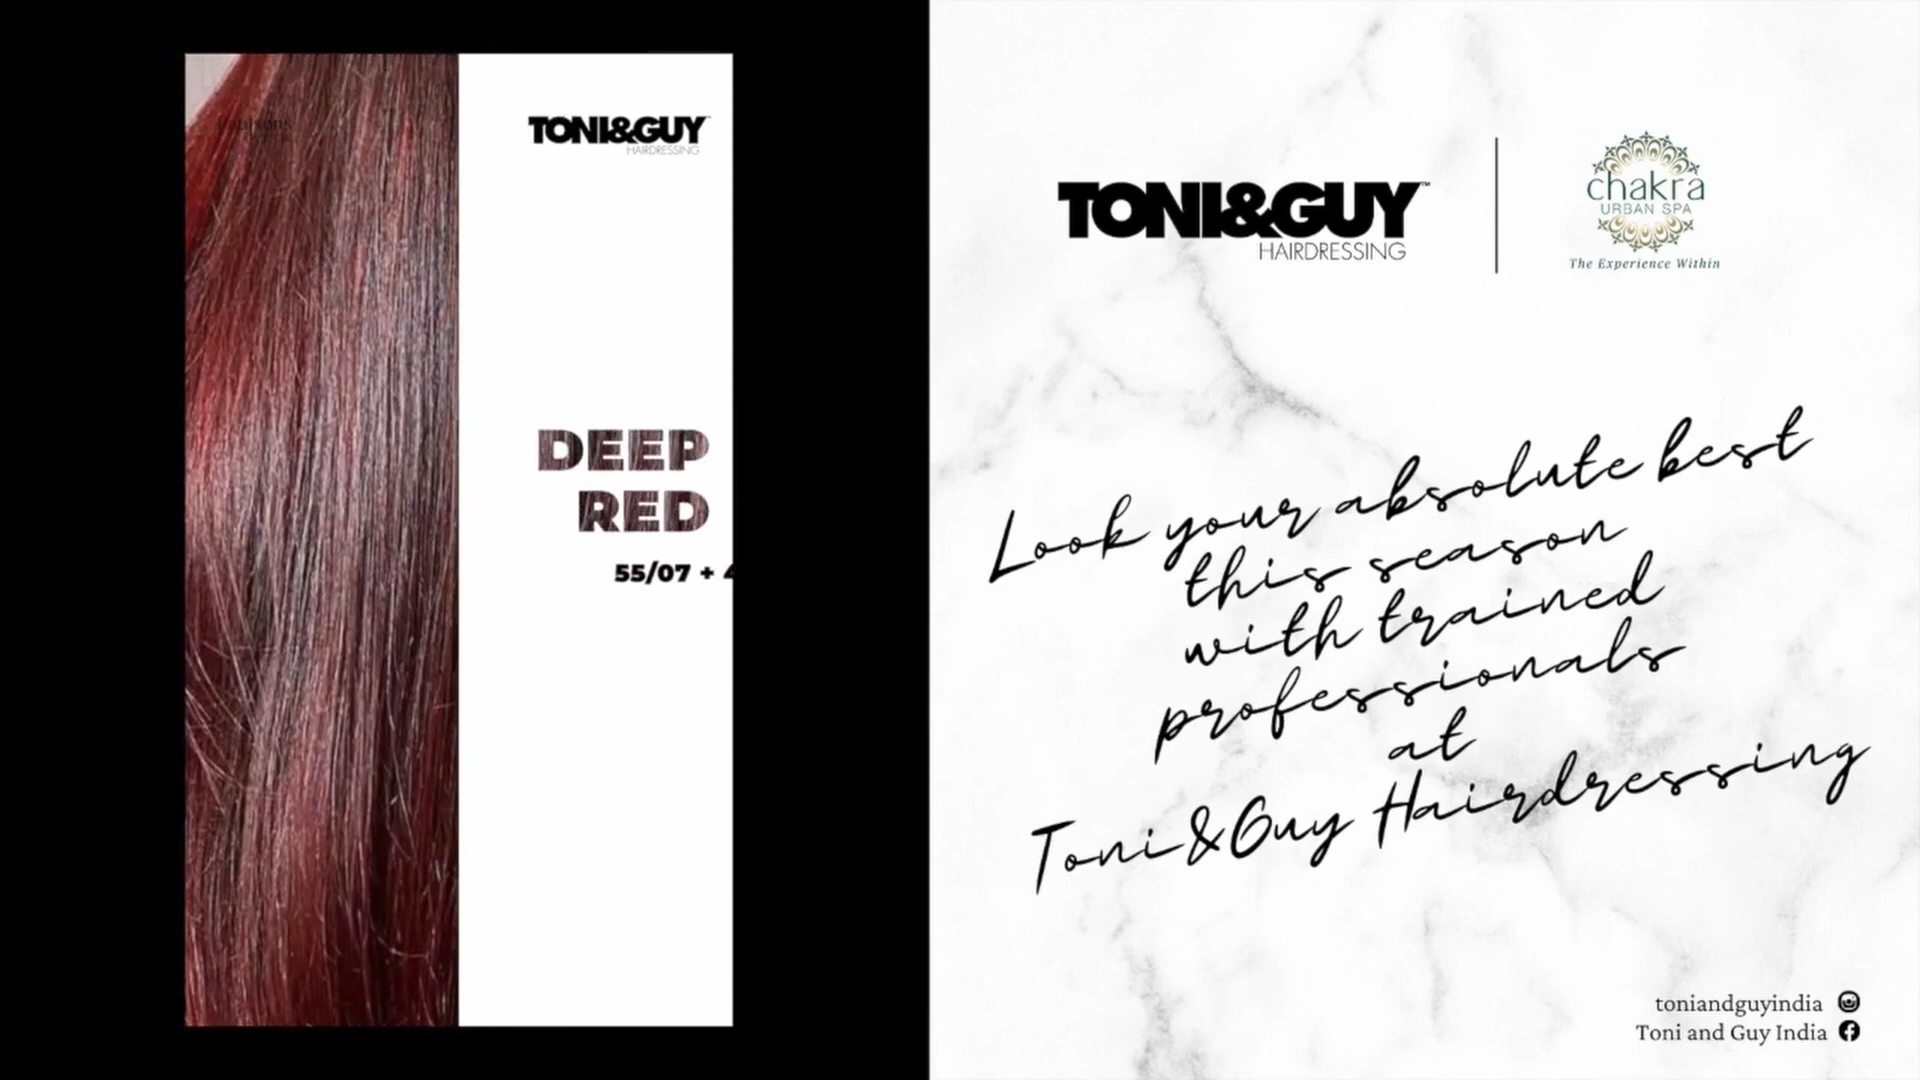 TONI&GUY
HAIRDRESSING
DEEP
RED
55/07 +
TONI&GUY™
HAIRDRESSING
chakra
URBAN SPA
The Experience Within
Look your absolute best
this season
with trained
professionals
at
Toni&Guy Hairdressing
toniandguyindia
Toni and Guy India